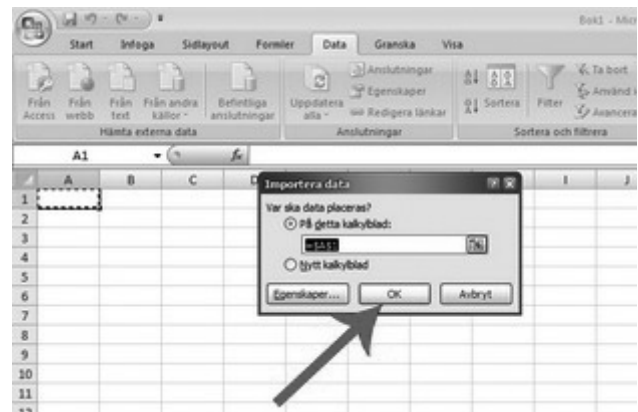 Bok1 - Micr
Start Infoga Sidlayout Formler Data Granska Visa
Från Access
Från webb
Från text
Från andra källor
Befintliga anslutningar
Uppdatera alla
Anslutningar
Egenskaper
Redigera länkar
Sortera
Filter
Ta bort
Använd i
Avancera
Hämta externa data
Anslutningar
Sortera och filtrera
A1 fx
A B C D I J
Importera data
Var ska data placeras?
På detta kalkylblad:
=$A$1
Nytt kalkylblad
Egenskaper... OK Avbryt
1
2
3
4
5
6
7
8
9
10
11
12